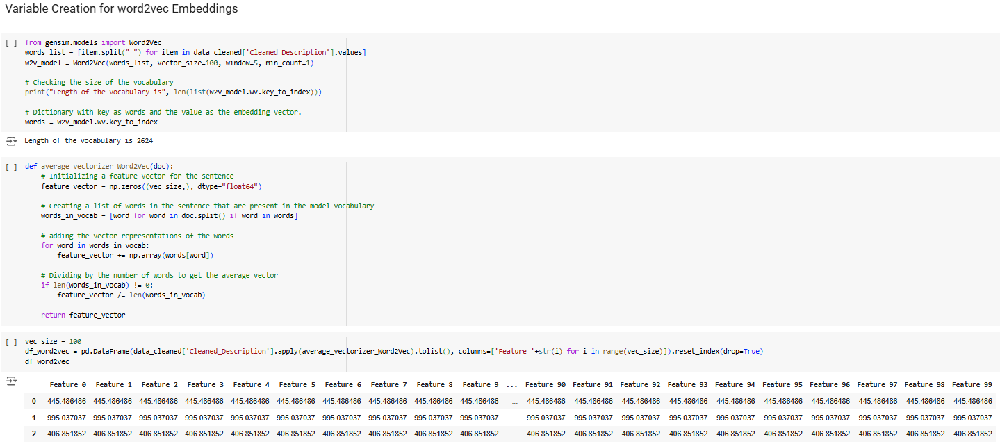 Variable Creation for word2vec Embeddings
[ ] from gensim.models import Word2Vec
words_list = [item.split(" ") for item in data_cleaned['Cleaned_Description'].values]
w2v_model = Word2Vec(words_list, vector_size=100, window=5, min_count=1)
# Checking the size of the vocabulary
print("Length of the vocabulary is", len(list(w2v_model.wv.key_to_index)))
# Dictionary with key as words and the value as the embedding vector.
words = w2v_model.wv.key_to_index
Length of the vocabulary is 2624
[ ] def average_vectorizer_Word2Vec(doc):
# Initializing a feature vector for the sentence
feature_vector = np.zeros((vec_size,), dtype="float64")
# Creating a list of words in the sentence that are present in the model vocabulary
words_in_vocab = [word for word in doc.split() if word in words]
# adding the vector representations of the words
for word in words_in_vocab:
feature_vector += np.array(words[word])
# Dividing by the number of words to get the average vector
if len(words_in_vocab) != 0:
feature_vector /= len(words_in_vocab)
return feature_vector
[ ] vec_size = 100
df_word2vec = pd.DataFrame(data_cleaned['Cleaned_Description'].apply(average_vectorizer_Word2Vec).tolist(), columns=['Feature '+str(i) for i in range(vec_size)]).reset_index(drop=True)
df_word2vec
Feature 0 Feature 1 Feature 2 Feature 3 Feature 4 Feature 5 Feature 6 Feature 7 Feature 8 Feature 9 ... Feature 90 Feature 91 Feature 92 Feature 93 Feature 94 Feature 95 Feature 96 Feature 97 Feature 98 Feature 99
0 445.486486 445.486486 445.486486 445.486486 445.486486 445.486486 445.486486 445.486486 445.486486 445.486486 ... 445.486486 445.486486 445.486486 445.486486 445.486486 445.486486 445.486486 445.486486 445.486486 445.486486
1 995.037037 995.037037 995.037037 995.037037 995.037037 995.037037 995.037037 995.037037 995.037037 995.037037 ... 995.037037 995.037037 995.037037 995.037037 995.037037 995.037037 995.037037 995.037037 995.037037 995.037037
2 406.851852 406.851852 406.851852 406.851852 406.851852 406.851852 406.851852 406.851852 406.851852 406.851852 ... 406.851852 406.851852 406.851852 406.851852 406.851852 406.851852 406.851852 406.851852 406.851852 406.851852